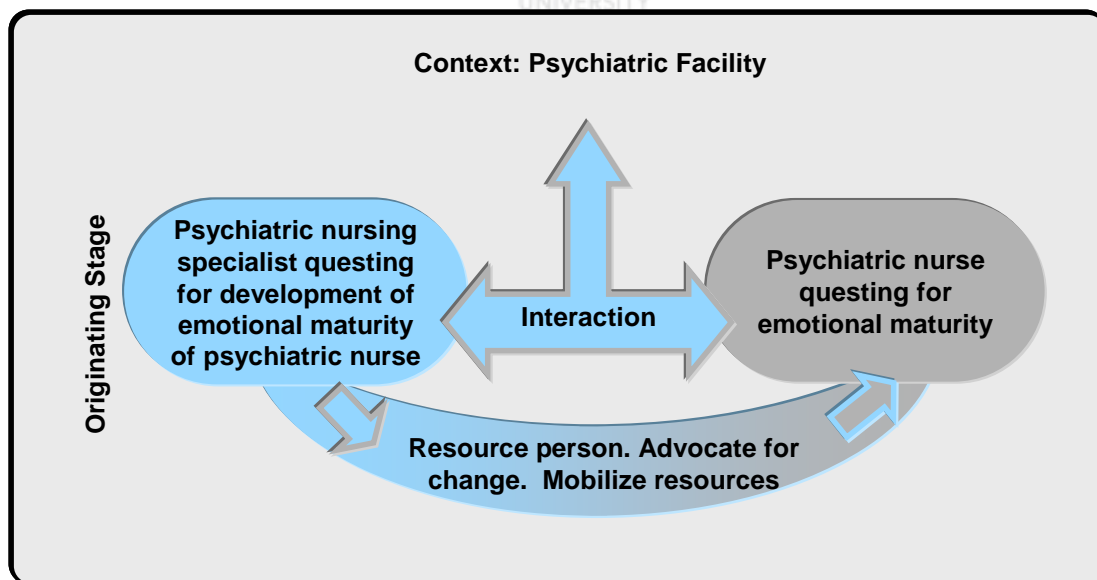 UNIVERSITY
Context: Psychiatric Facility
Originating Stage
Psychiatric nursing
specialist questing
for development of
emotional maturity
of psychiatric nurse
Interaction
Psychiatric nurse
questing for
emotional maturity
Resource person. Advocate for
change.  Mobilize resources